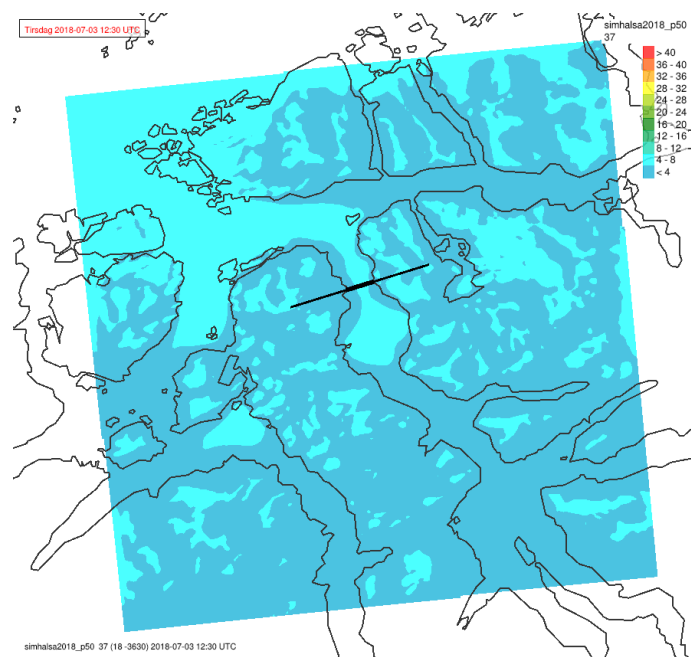 Tirsdag 2018-07-03 12:30 UTC
simhalsa2018_p50
37
> 40
36 - 40
32 - 36
28 - 32
24 - 28
20 - 24
16 - 20
12 - 16
8 - 12
4 - 8
< 4
simhalsa2018_p50 37 (18 -3630) 2018-07-03 12:30 UTC